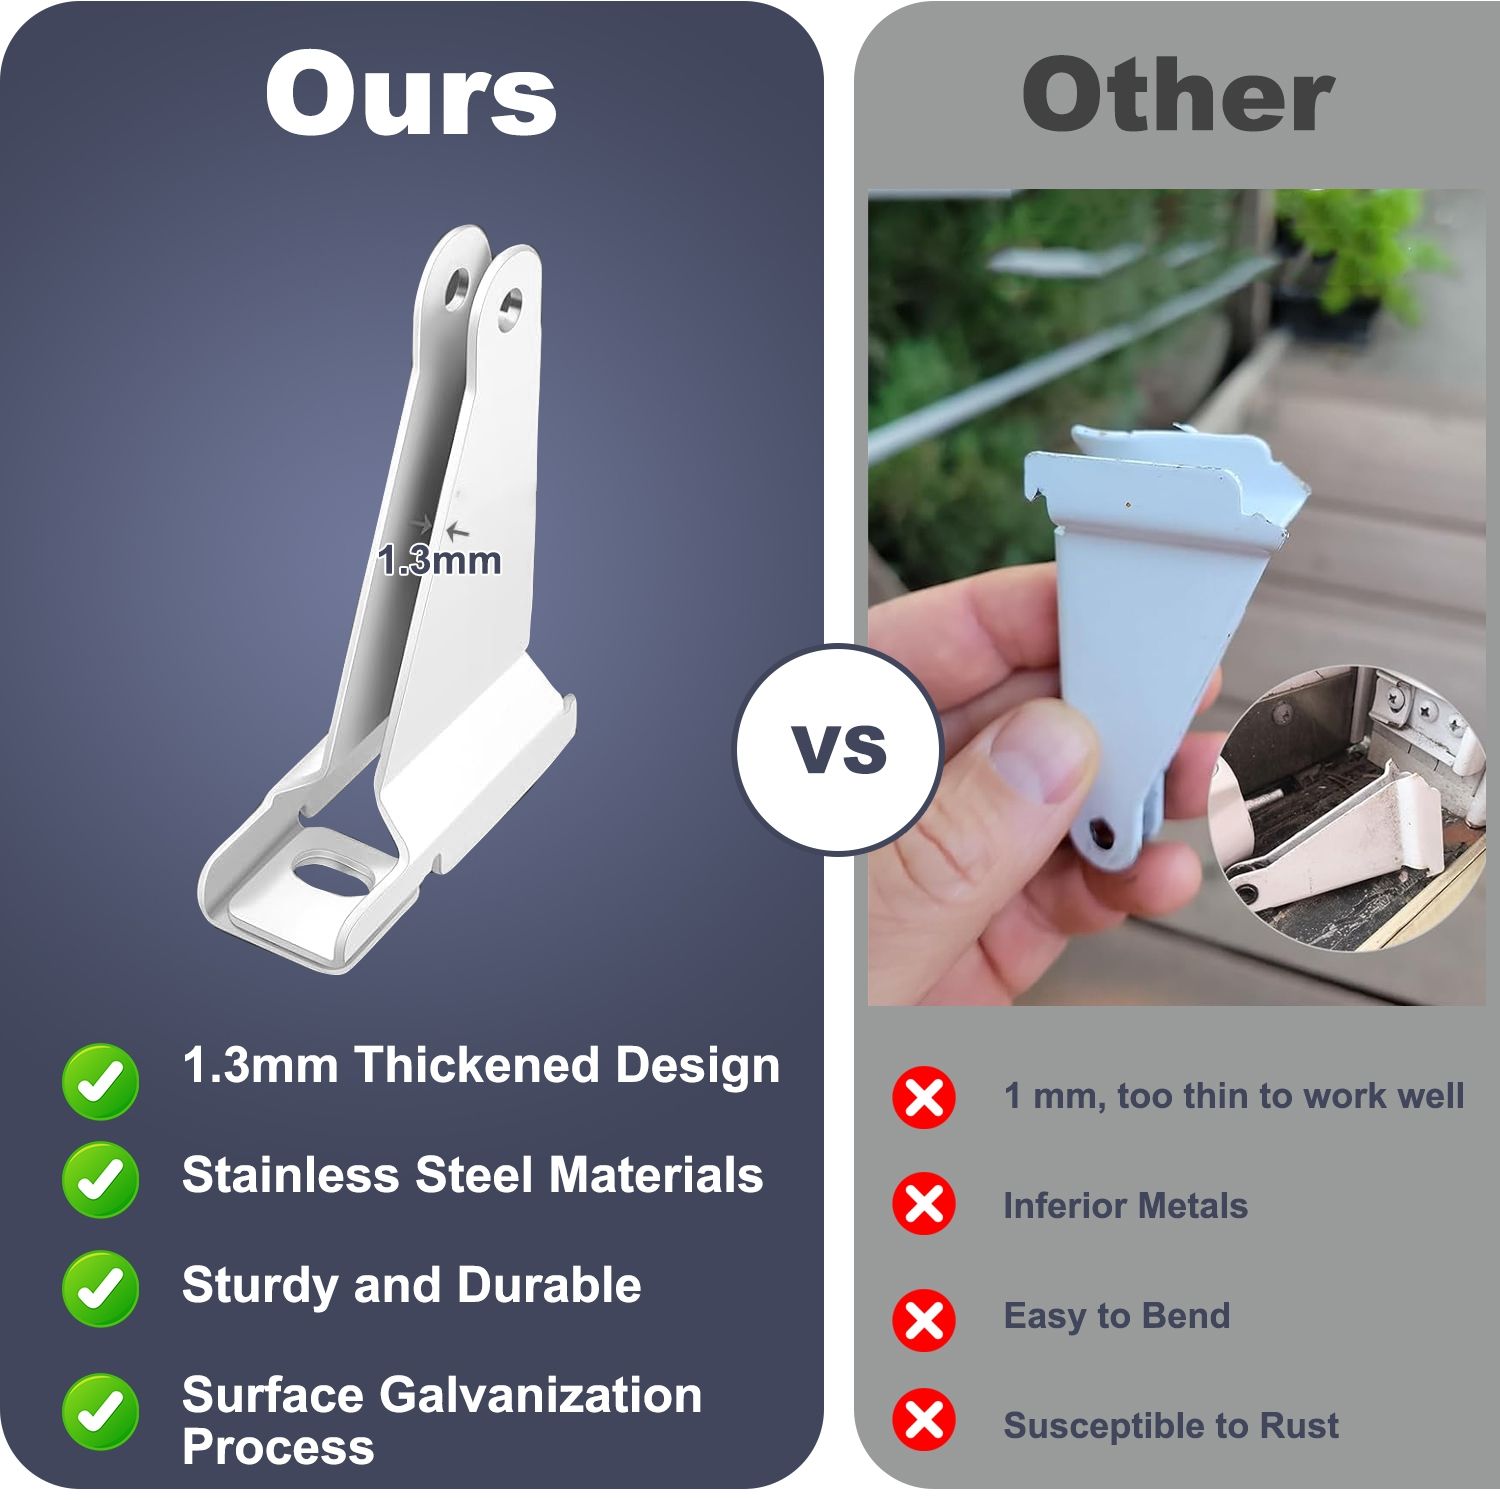 Ours
1.3mm
1.3mm Thickened Design
Stainless Steel Materials
Sturdy and Durable
Surface Galvanization
Process
VS
Other
1 mm, too thin to work well
Inferior Metals
Easy to Bend
Susceptible to Rust